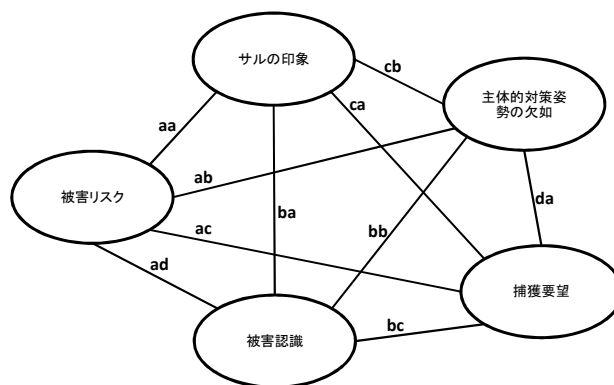 サルの印象
cb
主体的対策姿
勢の欠如
ca
aa
ab
被害リスク
da
ba
bb
ac
ad
捕獲要望
bc
被害認識